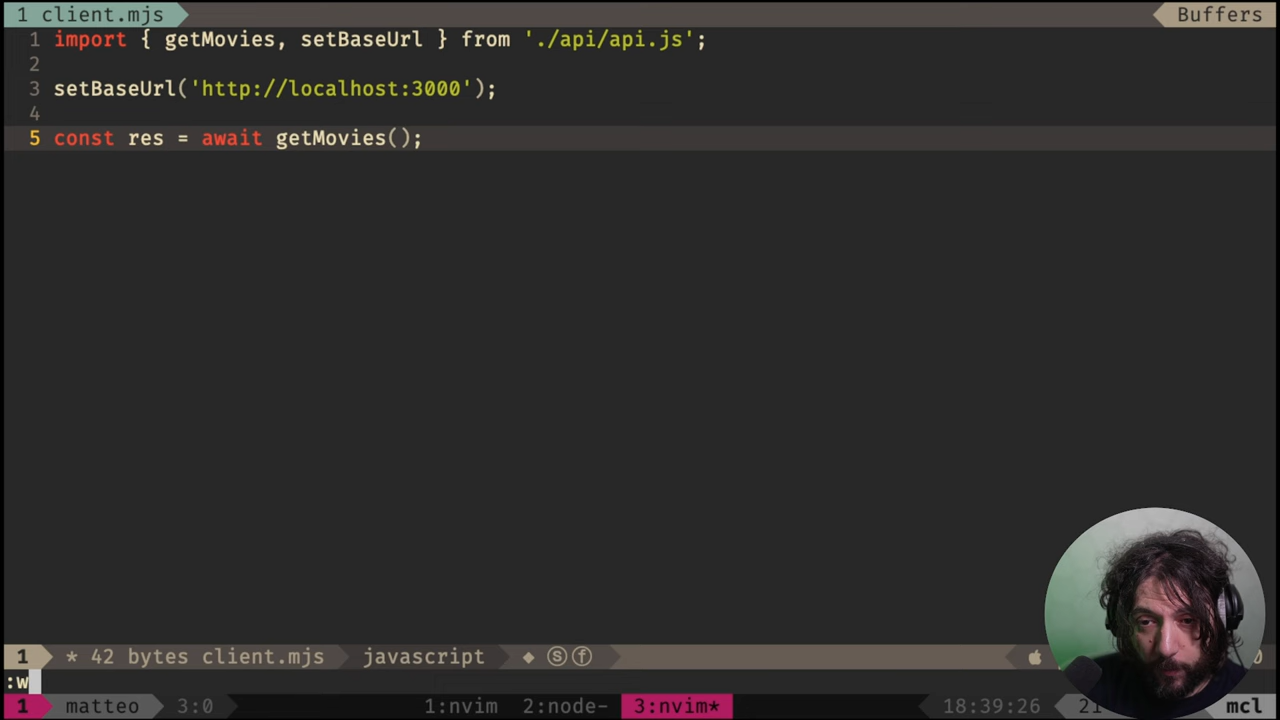 1 client.mjs Buffers
1 import { getMovies, setBaseUrl } from './api/api.js';
2
3 setBaseUrl('http://localhost:3000');
4
5 const res = await getMovies();
1 * 42 bytes client.mjs javascript ◆ ⓢⓕ
:w
1 matteo 3:0 1:nvim 2:node- 3:nvim* 18:39:26 21 mcl